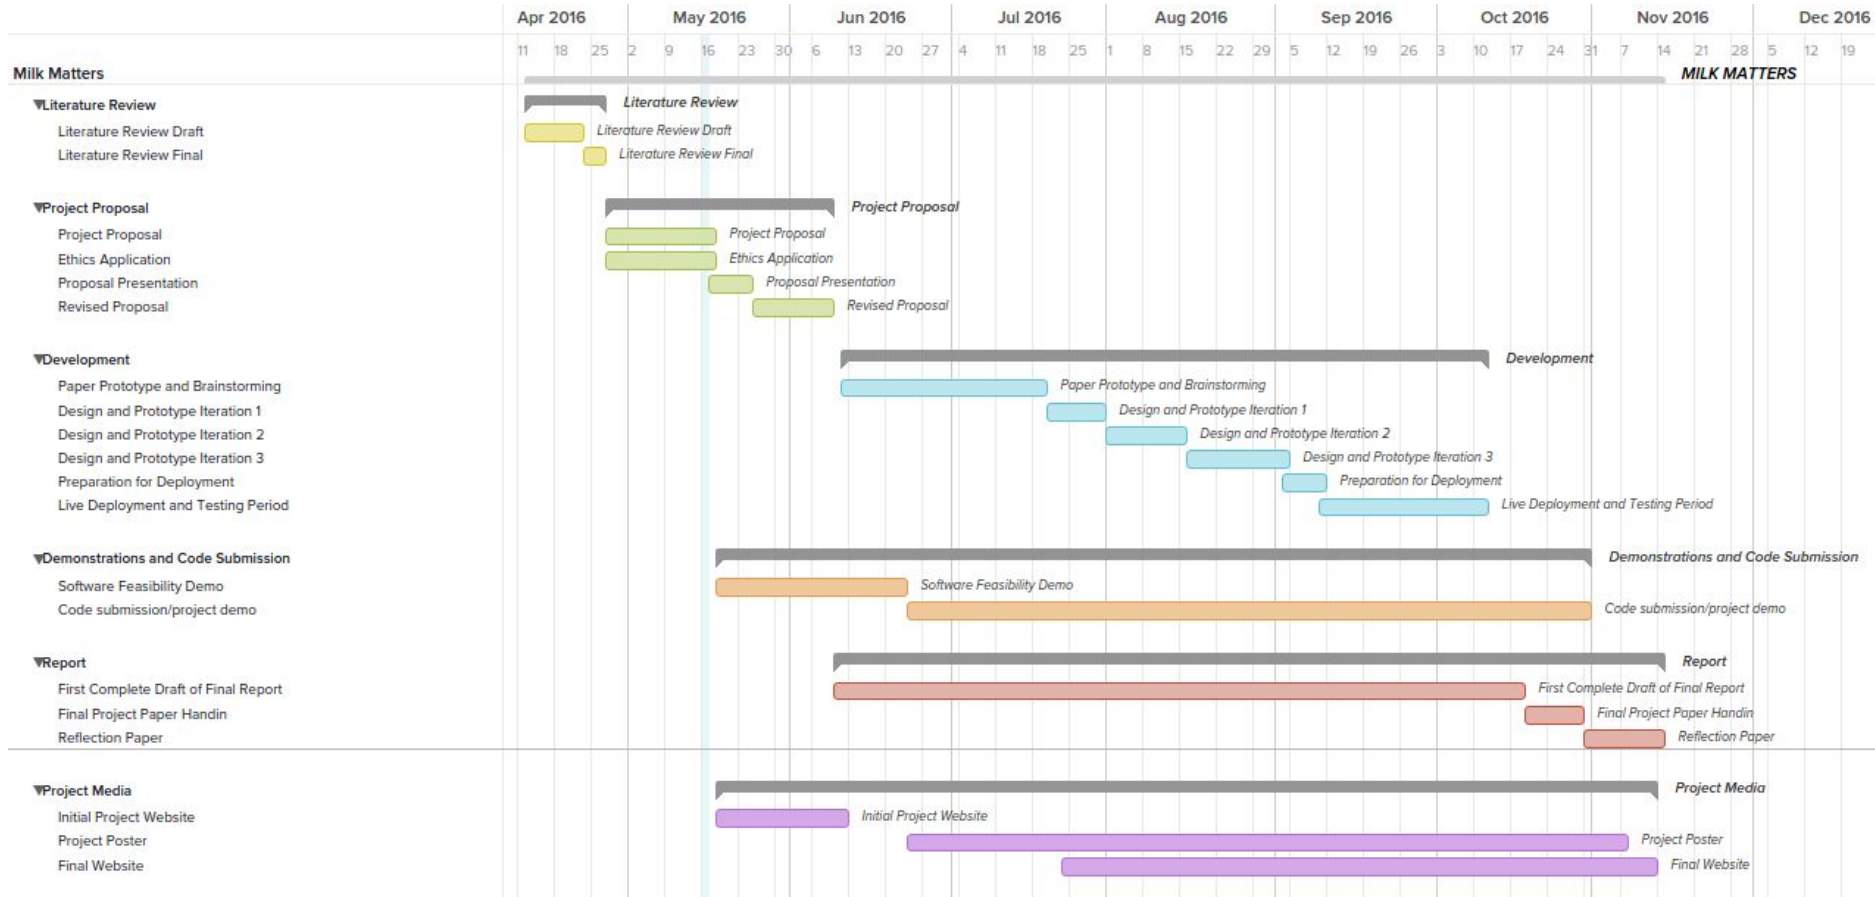 Apr 2016 May 2016 Jun 2016 Jul 2016 Aug 2016 Sep 2016 Oct 2016 Nov 2016 Dec 2016
11 18 25 2 9 16 23 30 6 13 20 27 4 11 18 25 1 8 15 22 29 5 12 19 26 3 10 17 24 31 7 14 21 28 5 12 19
Milk Matters MILK MATTERS
Literature Review Literature Review
Literature Review Draft Literature Review Draft
Literature Review Final Literature Review Final
Project Proposal Project Proposal
Project Proposal Project Proposal
Ethics Application Ethics Application
Proposal Presentation Proposal Presentation
Revised Proposal Revised Proposal
Development Development
Paper Prototype and Brainstorming Paper Prototype and Brainstorming
Design and Prototype Iteration 1 Design and Prototype Iteration 1
Design and Prototype Iteration 2 Design and Prototype Iteration 2
Design and Prototype Iteration 3 Design and Prototype Iteration 3
Preparation for Deployment Preparation for Deployment
Live Deployment and Testing Period Live Deployment and Testing Period
Demonstrations and Code Submission Demonstrations and Code Submission
Software Feasibility Demo Software Feasibility Demo
Code submission/project demo Code submission/project demo
Report Report
First Complete Draft of Final Report First Complete Draft of Final Report
Final Project Paper Handin Final Project Paper Handin
Reflection Paper Reflection Paper
Project Media Project Media
Initial Project Website Initial Project Website
Project Poster Project Poster
Final Website Final Website